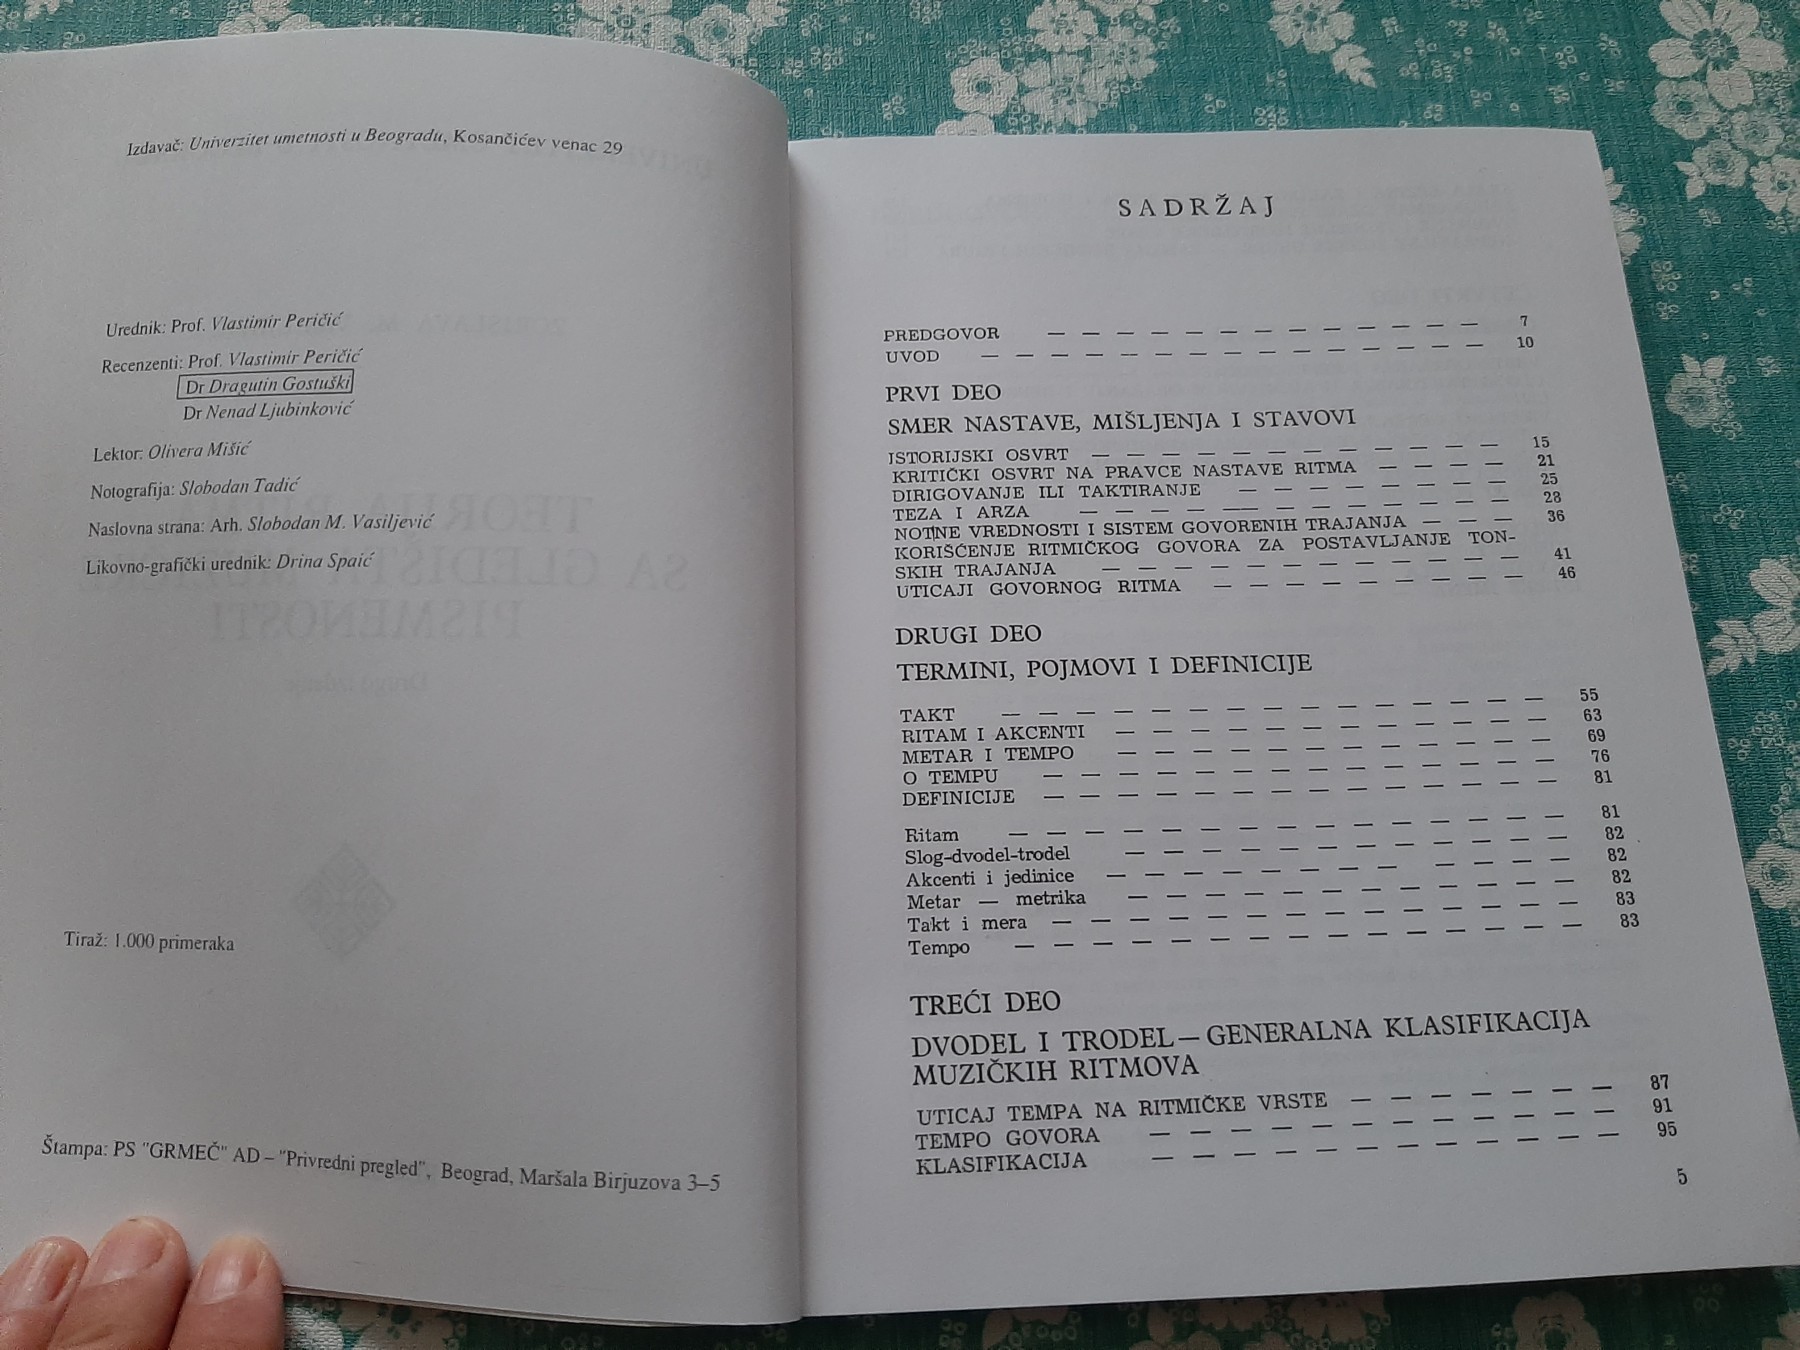 Izdavač: Univerzitet umetnosti u Beogradu, Kosančićev venac 29
Urednik: Prof. Vlastimir Peričić
Recenzenti: Prof. Vlastimir Peričić
Dr Dragutin Gostuški
Dr Nenad Ljubinković
Lektor: Olivera Mišić
Notografija: Slobodan Tadić
Naslovna strana: Arh. Slobodan M. Vasiljević
Likovno-grafički urednik: Drina Spaić
Tiraž: 1.000 primeraka
Štampa: PS "GRMEČ" AD – "Privredni pregled", Beograd, Maršala Birjuzova 3–5
SADRŽAJ
PREDGOVOR — — — — — — — — — — — — 7
UVOD — — — — — — — — — — — — — — 10
PRVI DEO
SMER NASTAVE, MIŠLJENJA I STAVOVI
ISTORIJSKI OSVRT — — — — — — — — — — — — 15
KRITIČKI OSVRT NA PRAVCE NASTAVE RITMA — — — — 21
DIRIGOVANJE ILI TAKTIRANJE — — — — — — — — 25
TEZA I ARZA — — — — — — — — — — — — 28
NOTNE VREDNOSTI I SISTEM GOVORENIH TRAJANJA — — — 36
KORIŠĆENJE RITMIČKOG GOVORA ZA POSTAVLJANJE TON-
SKIH TRAJANJA — — — — — — — — — — — — 41
UTICAJI GOVORNOG RITMA — — — — — — — — — 46
DRUGI DEO
TERMINI, POJMOVI I DEFINICIJE
TAKT — — — — — — — — — — — — — — — 55
RITAM I AKCENTI — — — — — — — — — — — — 63
METAR I TEMPO — — — — — — — — — — — — 69
O TEMPU — — — — — — — — — — — — — — 76
DEFINICIJE — — — — — — — — — — — — — — 81
Ritam — — — — — — — — — — — — — — — 81
Slog-dvodel-trodel — — — — — — — — — — — — 82
Akcenti i jedinice — — — — — — — — — — — — 82
Metar — metrika — — — — — — — — — — — — 82
Takt i mera — — — — — — — — — — — — — — 83
Tempo — — — — — — — — — — — — — — — 83
TREĆI DEO
DVODEL I TRODEL — GENERALNA KLASIFIKACIJA
MUZIČKIH RITMOVA
UTICAJ TEMPA NA RITMIČKE VRSTE — — — — — — — 87
TEMPO GOVORA — — — — — — — — — — — — 91
KLASIFIKACIJA — — — — — — — — — — — — 95
5